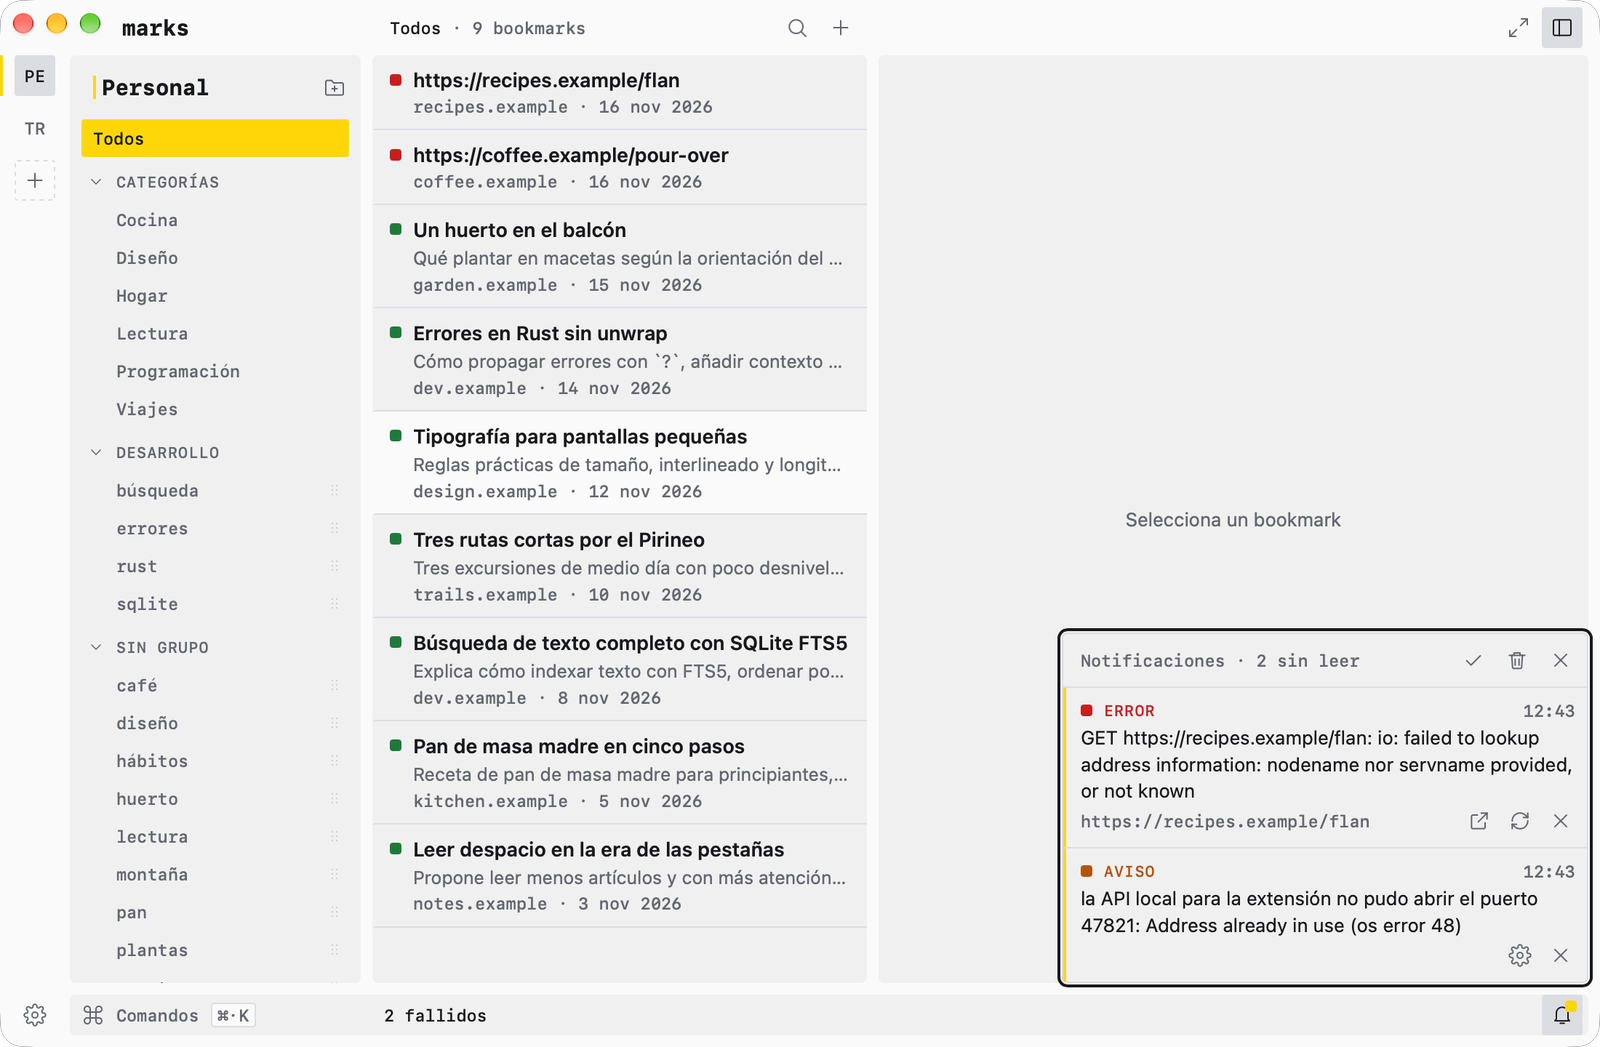 marks
Todos · 9 bookmarks
PE
TR
Personal
Todos
CATEGORÍAS
Cocina
Diseño
Hogar
Lectura
Programación
Viajes
DESARROLLO
búsqueda
errores
rust
sqlite
SIN GRUPO
café
diseño
hábitos
huerto
lectura
montaña
pan
plantas
https://recipes.example/flan
recipes.example · 16 nov 2026
https://coffee.example/pour-over
coffee.example · 16 nov 2026
Un huerto en el balcón
Qué plantar en macetas según la orientación del ...
garden.example · 15 nov 2026
Errores en Rust sin unwrap
Cómo propagar errores con `?`, añadir contexto ...
dev.example · 14 nov 2026
Tipografía para pantallas pequeñas
Reglas prácticas de tamaño, interlineado y longit...
design.example · 12 nov 2026
Tres rutas cortas por el Pirineo
Tres excursiones de medio día con poco desnivel...
trails.example · 10 nov 2026
Búsqueda de texto completo con SQLite FTS5
Explica cómo indexar texto con FTS5, ordenar po...
dev.example · 8 nov 2026
Pan de masa madre en cinco pasos
Receta de pan de masa madre para principiantes,...
kitchen.example · 5 nov 2026
Leer despacio en la era de las pestañas
Propone leer menos artículos y con más atención...
notes.example · 3 nov 2026
Selecciona un bookmark
Notificaciones · 2 sin leer
ERROR 12:43
GET https://recipes.example/flan: io: failed to lookup
address information: nodename nor servname provided,
or not known
https://recipes.example/flan
AVISO 12:43
la API local para la extensión no pudo abrir el puerto
47821: Address already in use (os error 48)
Comandos ⌘·K
2 fallidos